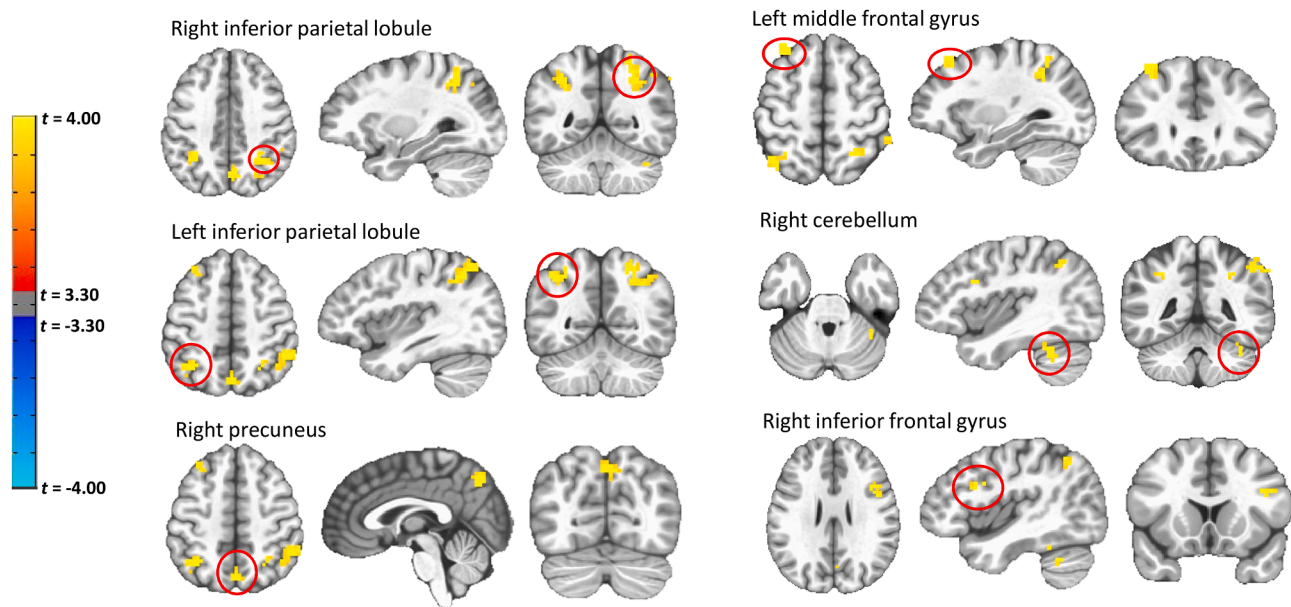 Right inferior parietal lobule
Left middle frontal gyrus
t = 4.00
t = 3.30
t = -3.30
t = -4.00
Left inferior parietal lobule
Right cerebellum
Right precuneus
Right inferior frontal gyrus